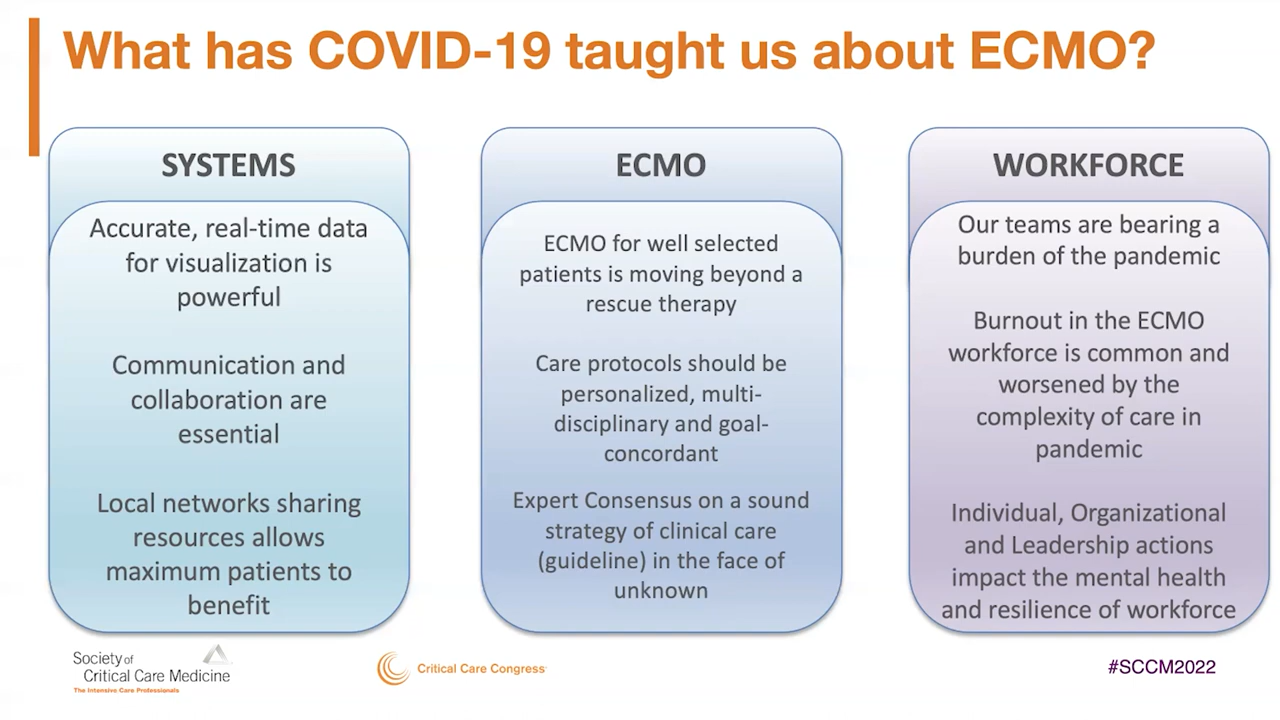 What has COVID-19 taught us about ECMO?
SYSTEMS
Accurate, real-time data
for visualization is
powerful
Communication and
collaboration are
essential
Local networks sharing
resources allows
maximum patients to
benefit
ECMO
ECMO for well selected
patients is moving beyond a
rescue therapy
Care protocols should be
personalized, multi-
disciplinary and goal-
concordant
Expert Consensus on a sound
strategy of clinical care
(guideline) in the face of
unknown
WORKFORCE
Our teams are bearing a
burden of the pandemic
Burnout in the ECMO
workforce is common and
worsened by the
complexity of care in
pandemic
Individual, Organizational
and Leadership actions
impact the mental health
and resilience of workforce
Society of
Critical Care Medicine
The Intensive Care Professionals
Critical Care Congress
#SCCM2022